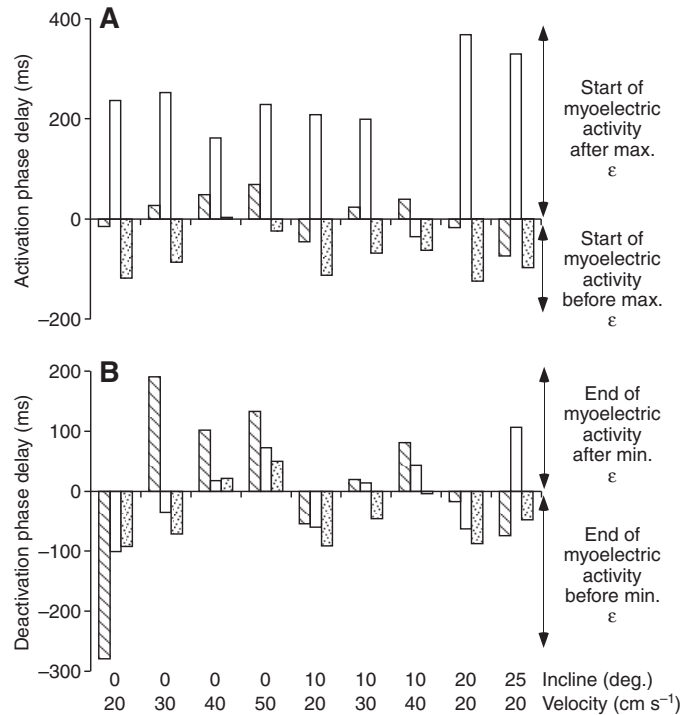 A
Activation phase delay (ms)
400
200
0
–200
Start of
myoelectric
activity
after max.
ε
Start of
myoelectric
activity
before max.
ε
B
Deactivation phase delay (ms)
200
100
0
–100
–200
–300
End of
myoelectric
activity
after min.
ε
End of
myoelectric
activity
before min.
ε
0 0 0 0 10 10 10 20 25 Incline (deg.)
20 30 40 50 20 30 40 20 20 Velocity (cm s⁻¹)